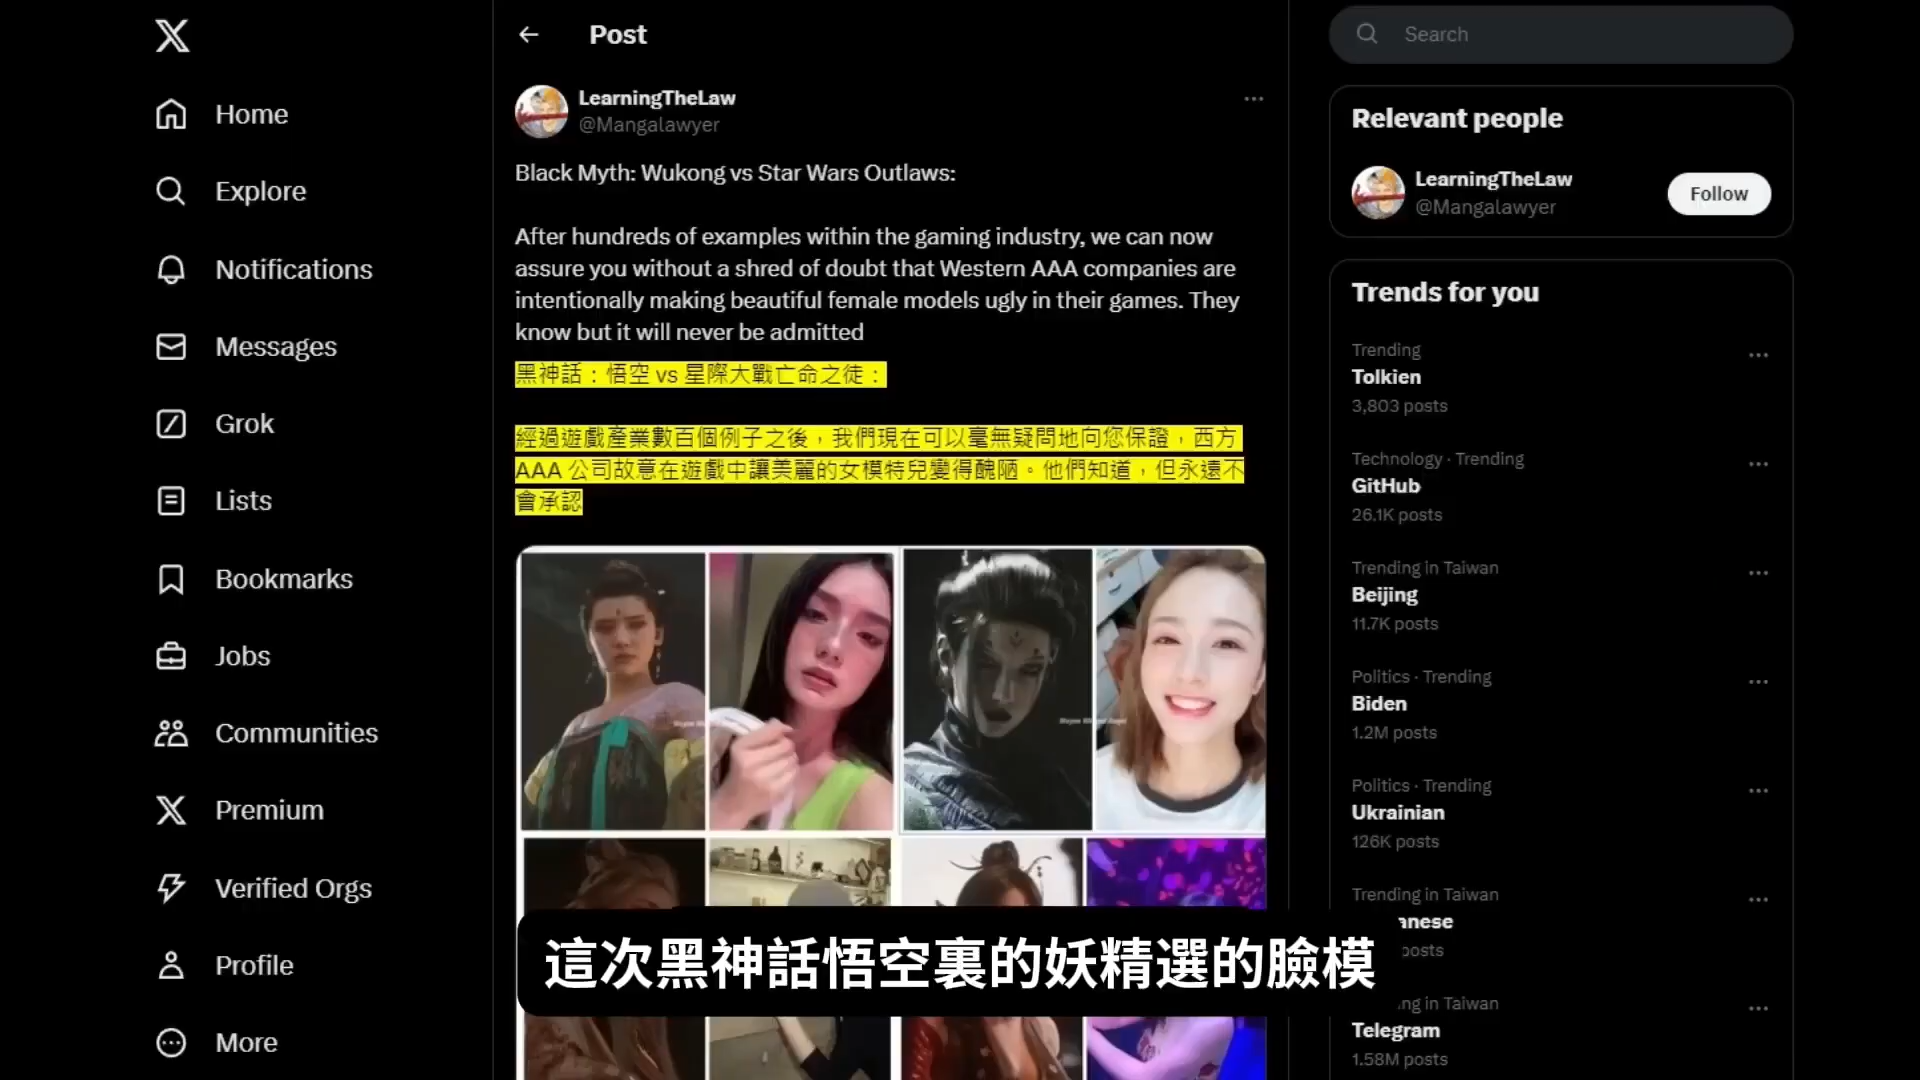 Home
Explore
Notifications
Messages
Grok
Lists
Bookmarks
Jobs
Communities
Premium
Verified Orgs
Profile
More
Post
LearningTheLaw
@Mangalawyer
Black Myth: Wukong vs Star Wars Outlaws:
After hundreds of examples within the gaming industry, we can now
assure you without a shred of doubt that Western AAA companies are
intentionally making beautiful female models ugly in their games. They
know but it will never be admitted
黑神話：悟空 vs 星際大戰亡命之徒：
經過遊戲產業數百個例子之後，我們現在可以毫無疑問地向您保證，西方
AAA 公司故意在遊戲中讓美麗的女模特兒變得醜陋。他們知道，但永遠不
會承認
這次黑神話悟空裏的妖精選的臉模
Search
Relevant people
LearningTheLaw
@Mangalawyer
Follow
Trends for you
Trending
Tolkien
3,803 posts
Technology · Trending
GitHub
26.1K posts
Trending in Taiwan
Beijing
11.7K posts
Politics · Trending
Biden
1.2M posts
Politics · Trending
Ukrainian
126K posts
Trending in Taiwan
anese
posts
ng in Taiwan
Telegram
1.58M posts